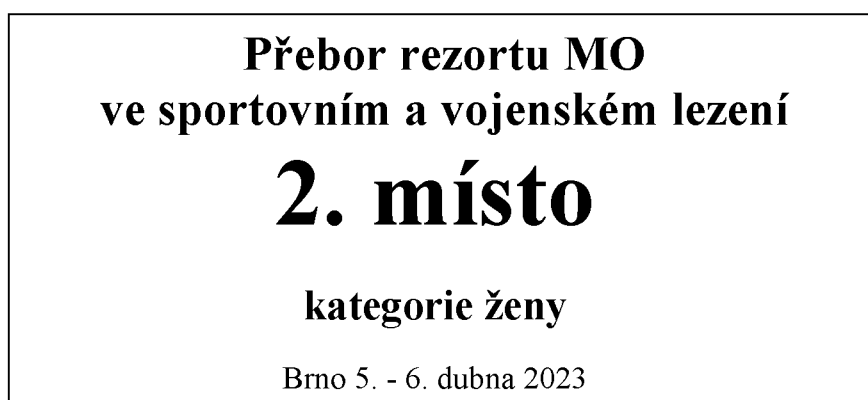 Přebor rezortu MO
ve sportovním a vojenském lezení
2. místo
kategorie ženy
Brno 5. - 6. dubna 2023